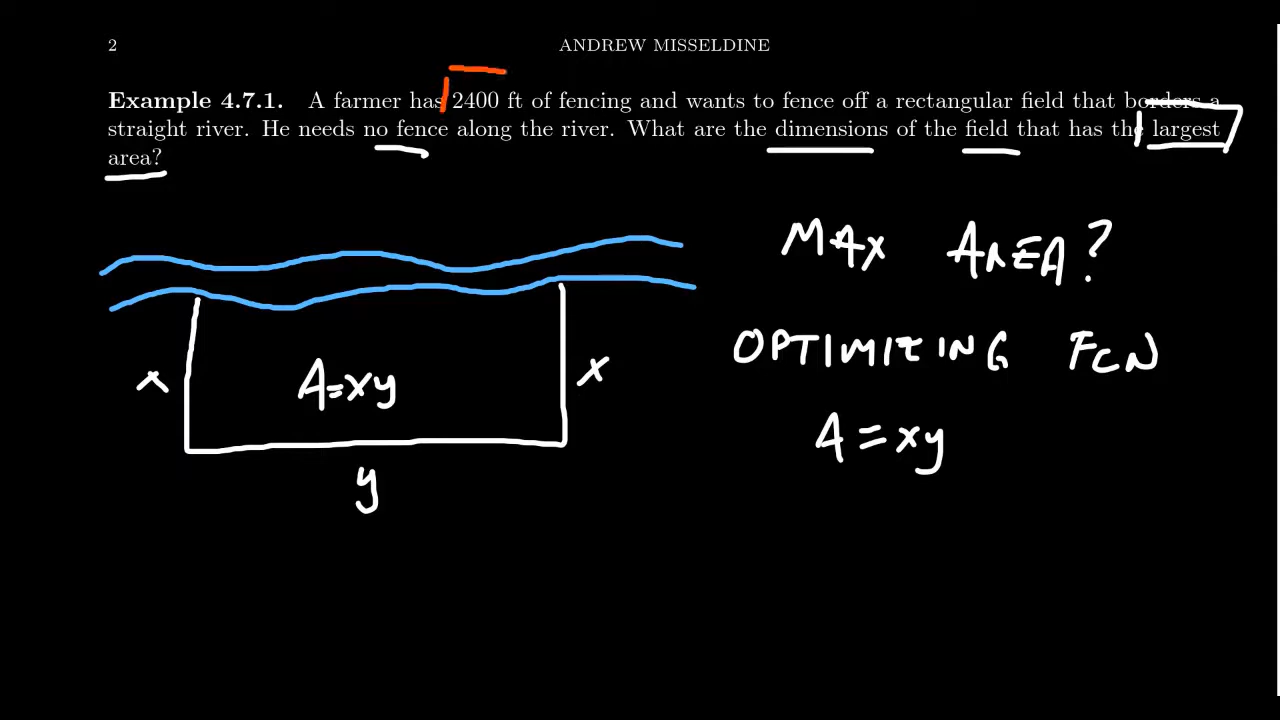 2 ANDREW MISSELDINE
Example 4.7.1. A farmer has 2400 ft of fencing and wants to fence off a rectangular field that borders a
straight river. He needs no fence along the river. What are the dimensions of the field that has the largest
area?
MAX AREA?
OPTIMIZING FCN
x A=xy x
A=xy
y